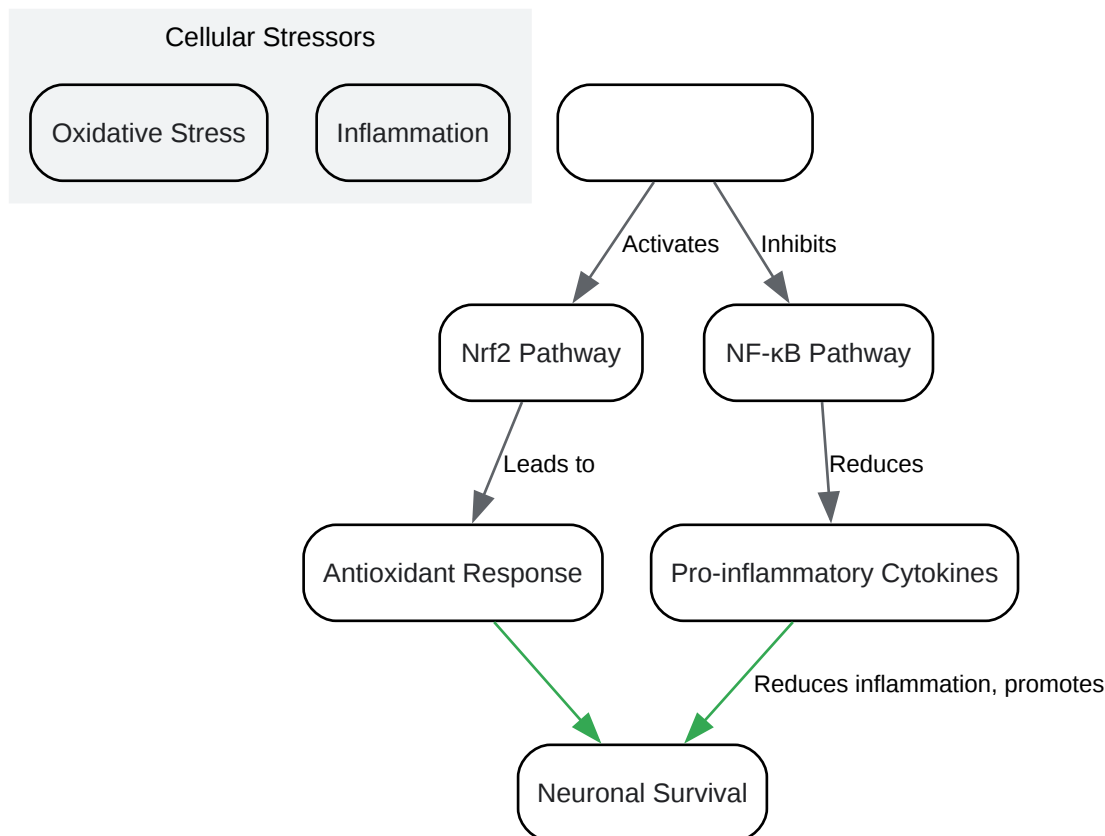 Cellular Stressors
Oxidative Stress
Inflammation
Activates
Inhibits
Nrf2 Pathway
NF-κB Pathway
Leads to
Reduces
Antioxidant Response
Pro-inflammatory Cytokines
Reduces inflammation, promotes
Neuronal Survival